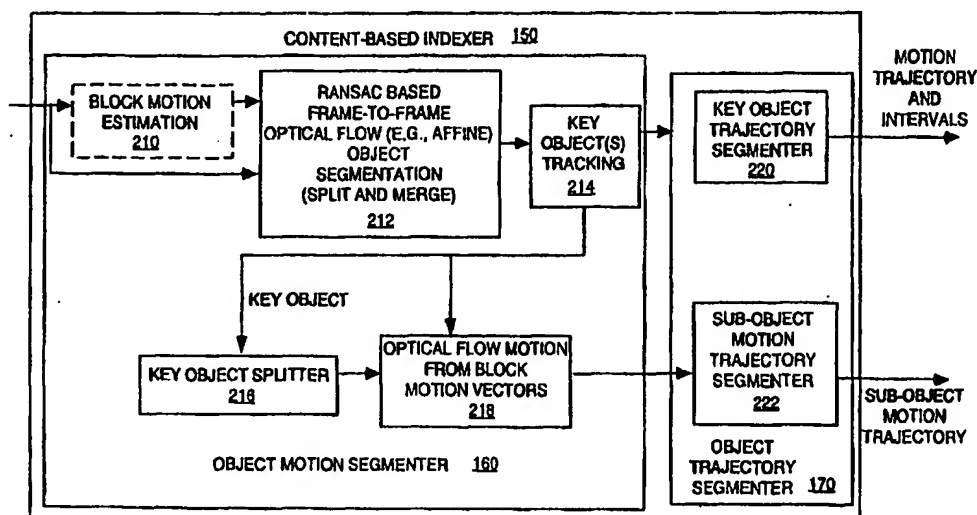 CONTENT-BASED INDEXER 150
BLOCK MOTION
ESTIMATION
210
RANSAC BASED
FRAME-TO-FRAME
OPTICAL FLOW (E.G., AFFINE)
OBJECT
SEGMENTATION
(SPLIT AND MERGE)
212
KEY
OBJECT(S)
TRACKING
214
KEY OBJECT
TRAJECTORY
SEGMENTER
220
MOTION
TRAJECTORY
AND
INTERVALS
KEY OBJECT
KEY OBJECT SPLITTER
216
OPTICAL FLOW MOTION
FROM BLOCK
MOTION VECTORS
218
SUB-OBJECT
MOTION
TRAJECTORY
SEGMENTER
222
SUB-OBJECT
MOTION
TRAJECTORY
OBJECT MOTION SEGMENTER 160
OBJECT
TRAJECTORY
SEGMENTER 170